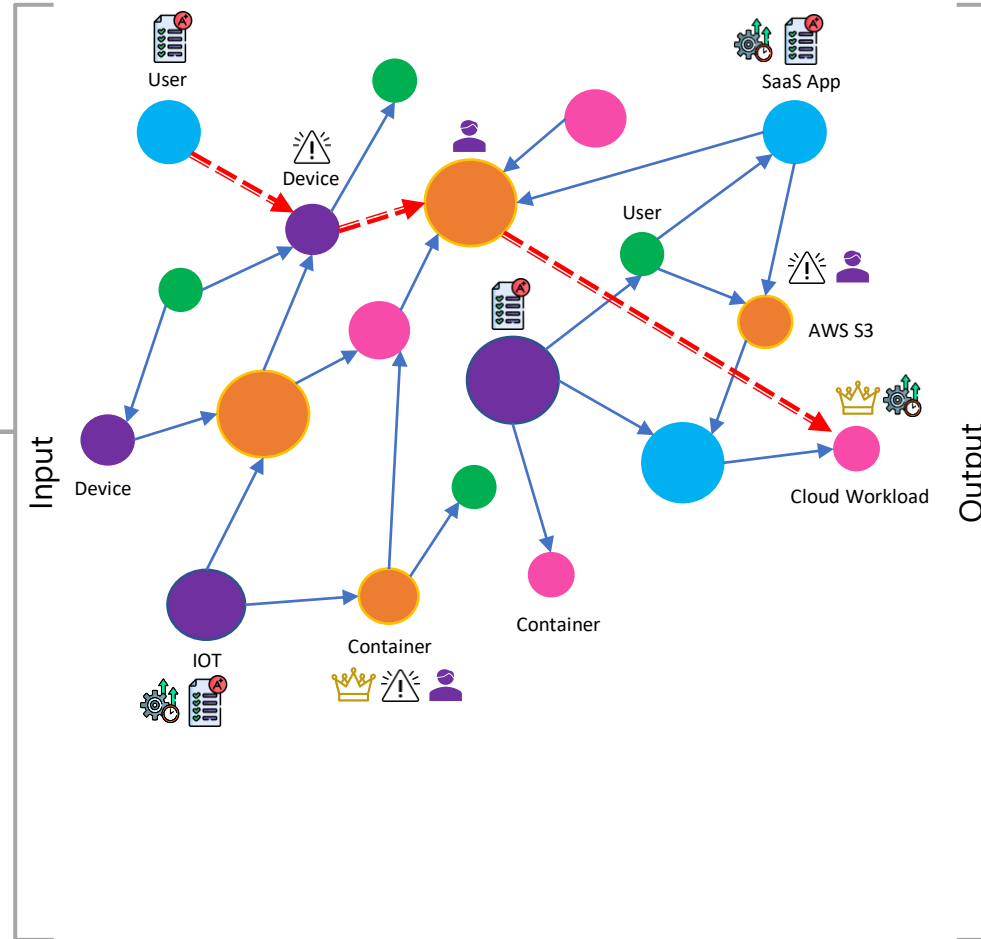 User
SaaS App
Device
User
AWS S3
Input
Output
Device
Cloud Workload
Container
Container
IOT